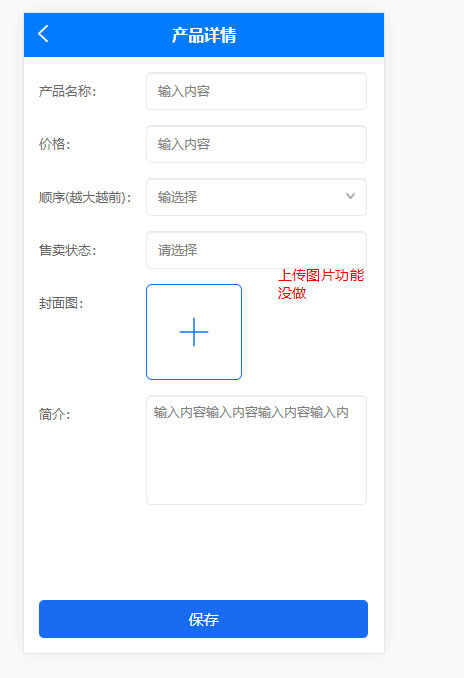 产品详情
产品名称：
输入内容
价格：
输入内容
顺序(越大越前)：
输选择
售卖状态：
请选择
上传图片功能
没做
封面图：
简介：
输入内容输入内容输入内容输入内
保存